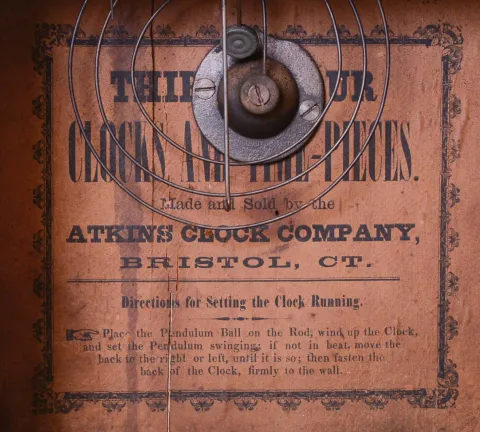 CLOCKS AND TIME-PIECES.
Made and Sold by the
ATKINS CLOCK COMPANY,
BRISTOL, CT.
Directions for Setting the Clock Running.
Place the Pendulum Ball on the Rod, wind up the Clock,
and set the Pendulum swinging; if not in beat, move the
back to the right or left, until it is so; then fasten the
back of the Clock, firmly to the wall.